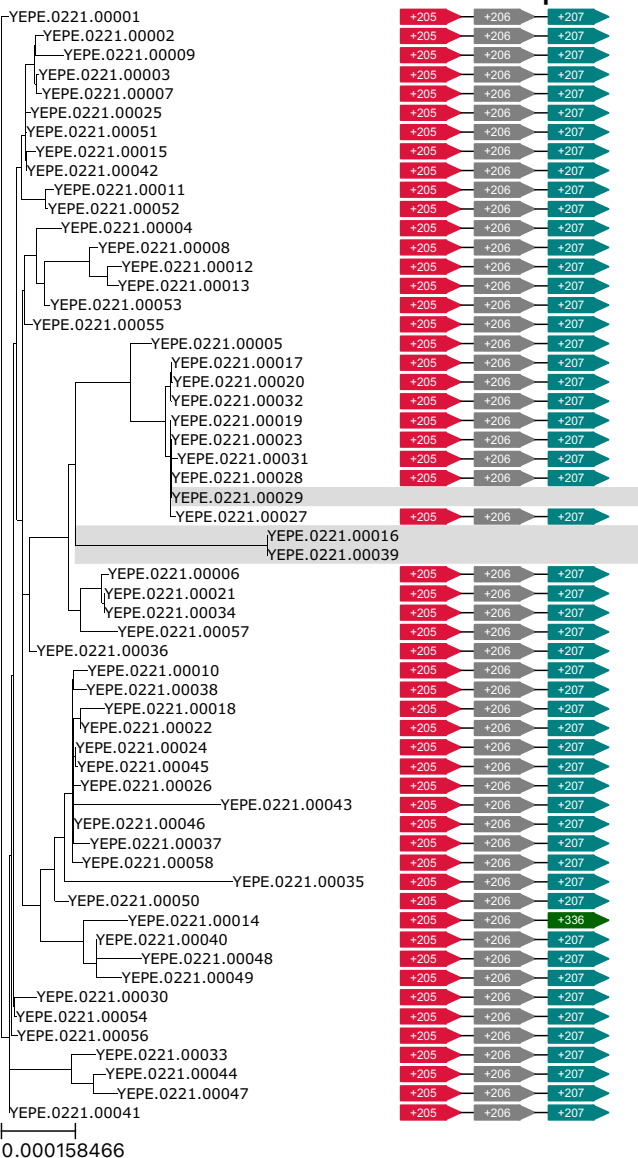 YEPE.0221.00001 +205 +206 +207
YEPE.0221.00002 +205 +206 +207
YEPE.0221.00009 +205 +206 +207
YEPE.0221.00003 +205 +206 +207
YEPE.0221.00007 +205 +206 +207
YEPE.0221.00025 +205 +206 +207
YEPE.0221.00051 +205 +206 +207
YEPE.0221.00015 +205 +206 +207
YEPE.0221.00042 +205 +206 +207
YEPE.0221.00011 +205 +206 +207
YEPE.0221.00052 +205 +206 +207
YEPE.0221.00004 +205 +206 +207
YEPE.0221.00008 +205 +206 +207
YEPE.0221.00012 +205 +206 +207
YEPE.0221.00013 +205 +206 +207
YEPE.0221.00053 +205 +206 +207
YEPE.0221.00055 +205 +206 +207
YEPE.0221.00005 +205 +206 +207
YEPE.0221.00017 +205 +206 +207
YEPE.0221.00020 +205 +206 +207
YEPE.0221.00032 +205 +206 +207
YEPE.0221.00019 +205 +206 +207
YEPE.0221.00023 +205 +206 +207
YEPE.0221.00031 +205 +206 +207
YEPE.0221.00028 +205 +206 +207
YEPE.0221.00029
YEPE.0221.00027 +205 +206 +207
YEPE.0221.00016
YEPE.0221.00039
YEPE.0221.00006 +205 +206 +207
YEPE.0221.00021 +205 +206 +207
YEPE.0221.00034 +205 +206 +207
YEPE.0221.00057 +205 +206 +207
YEPE.0221.00036 +205 +206 +207
YEPE.0221.00010 +205 +206 +207
YEPE.0221.00038 +205 +206 +207
YEPE.0221.00018 +205 +206 +207
YEPE.0221.00022 +205 +206 +207
YEPE.0221.00024 +205 +206 +207
YEPE.0221.00045 +205 +206 +207
YEPE.0221.00026 +205 +206 +207
YEPE.0221.00043 +205 +206 +207
YEPE.0221.00046 +205 +206 +207
YEPE.0221.00037 +205 +206 +207
YEPE.0221.00058 +205 +206 +207
YEPE.0221.00035 +205 +206 +207
YEPE.0221.00050 +205 +206 +207
YEPE.0221.00014 +205 +206 +336
YEPE.0221.00040 +205 +206 +207
YEPE.0221.00048 +205 +206 +207
YEPE.0221.00049 +205 +206 +207
YEPE.0221.00030 +205 +206 +207
YEPE.0221.00054 +205 +206 +207
YEPE.0221.00056 +205 +206 +207
YEPE.0221.00033 +205 +206 +207
YEPE.0221.00044 +205 +206 +207
YEPE.0221.00047 +205 +206 +207
YEPE.0221.00041 +205 +206 +207
0.000158466